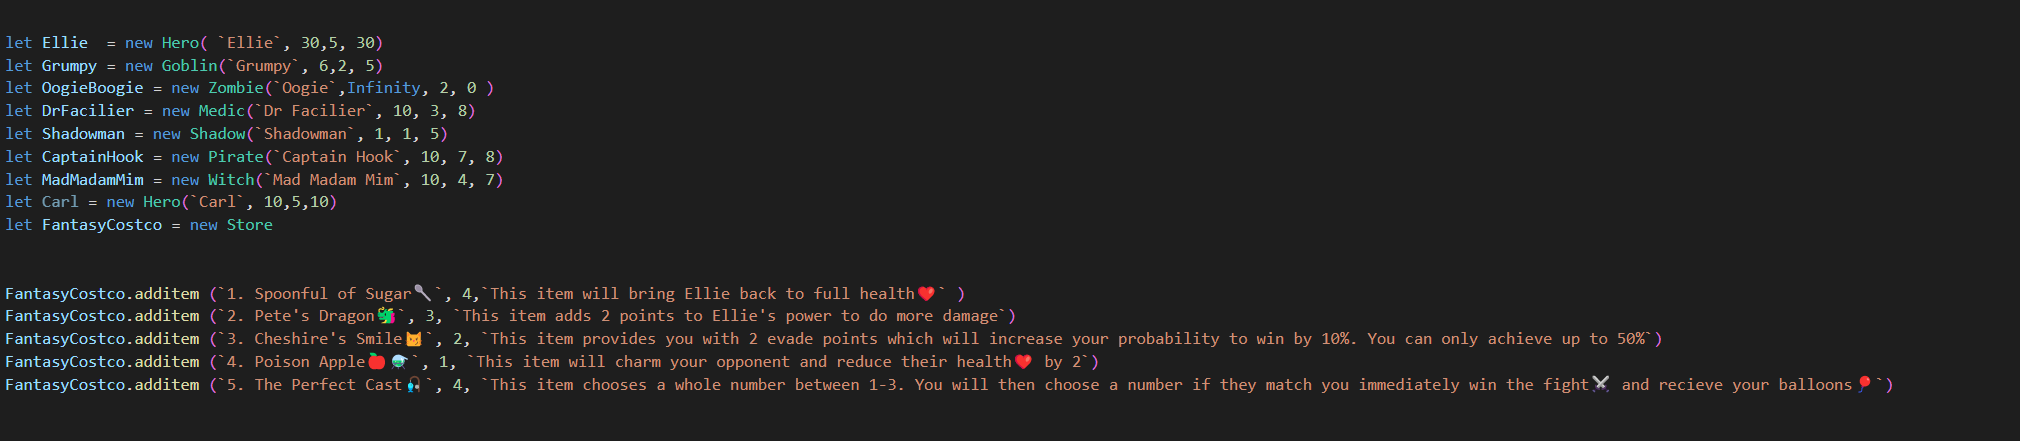 let Ellie  = new Hero( `Ellie`, 30,5, 30)
let Grumpy = new Goblin(`Grumpy`, 6,2, 5)
let OogieBoogie = new Zombie(`Oogie`,Infinity, 2, 0 )
let DrFacilier = new Medic(`Dr Facilier`, 10, 3, 8)
let Shadowman = new Shadow(`Shadowman`, 1, 1, 5)
let CaptainHook = new Pirate(`Captain Hook`, 10, 7, 8)
let MadMadamMim = new Witch(`Mad Madam Mim`, 10, 4, 7)
let Carl = new Hero(`Carl`, 10,5,10)
let FantasyCostco = new Store
FantasyCostco.additem (`1. Spoonful of Sugar🥄`, 4,`This item will bring Ellie back to full health❤️` )
FantasyCostco.additem (`2. Pete's Dragon🐲`, 3, `This item adds 2 points to Ellie's power to do more damage`)
FantasyCostco.additem (`3. Cheshire's Smile😼`, 2, `This item provides you with 2 evade points which will increase your probability to win by 10%. You can only achieve up to 50%`)
FantasyCostco.additem (`4. Poison Apple🍎⚗️`, 1, `This item will charm your opponent and reduce their health❤️ by 2`)
FantasyCostco.additem (`5. The Perfect Cast🎣`, 4, `This item chooses a whole number between 1-3. You will then choose a number if they match you immediately win the fight⚔️ and recieve your balloons🎈`)